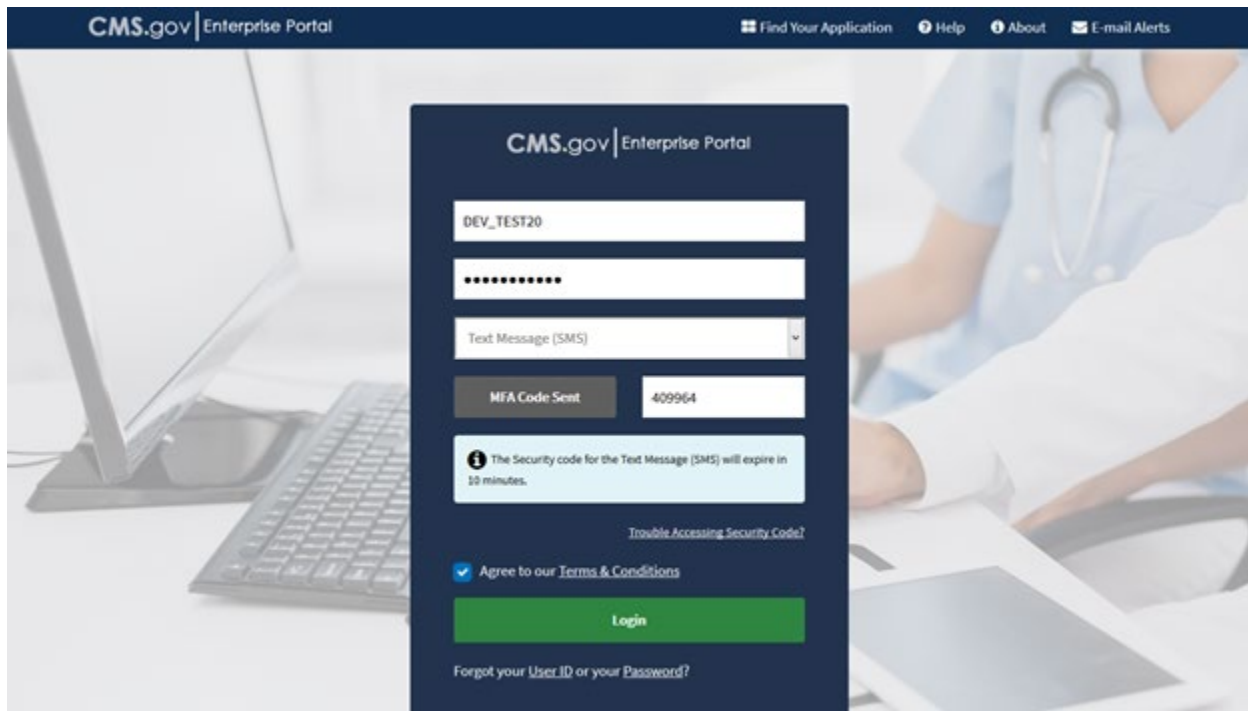 CMS.gov Enterprise Portal
Find Your Application Help About E-mail Alerts
CMS.gov Enterprise Portal
DEV_TEST20
•••••••••••
Text Message (SMS)
MFA Code Sent 409964
The Security code for the Text Message (SMS) will expire in
10 minutes.
Trouble Accessing Security Code?
Agree to our Terms & Conditions
Login
Forgot your User ID or your Password?